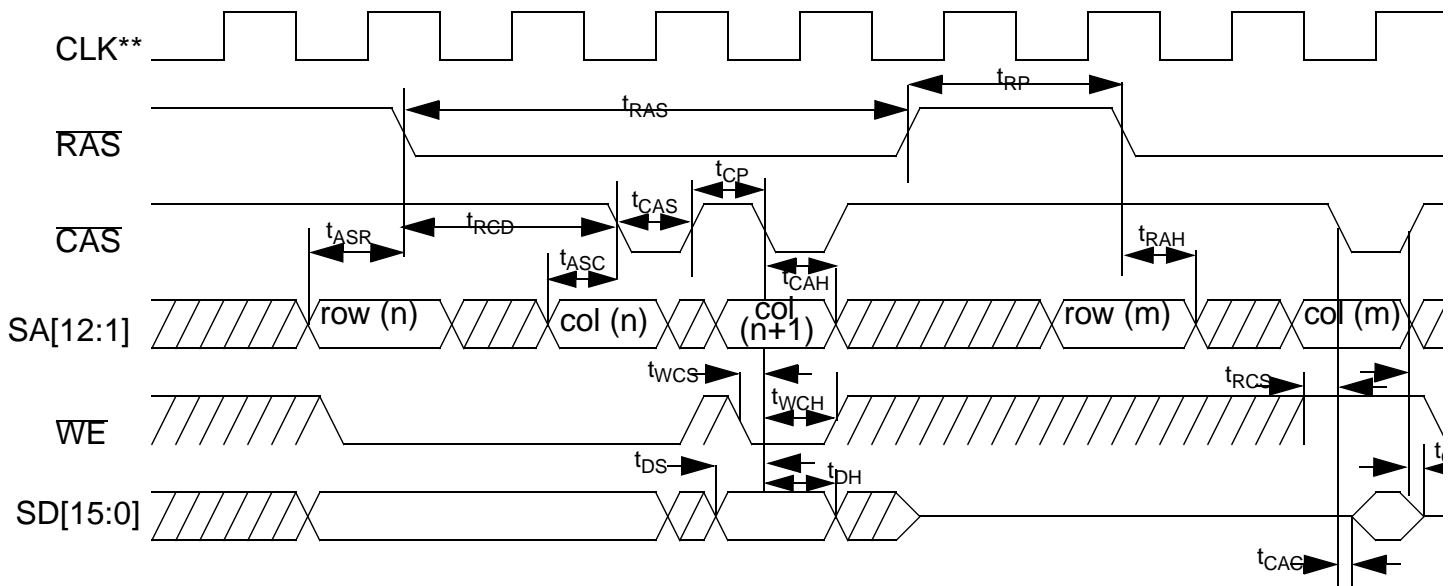 CLK**
tRP
tRAS
RAS
tCP
tCAS
tRCD
CAS
tASR
tRAH
tASC
tCAH
SA[12:1]
row (n)
col (n)
col
(n+1)
row (m)
col (m)
tWCS
tRCS
tWCH
WE
tDS
tDH
SD[15:0]
tCAC